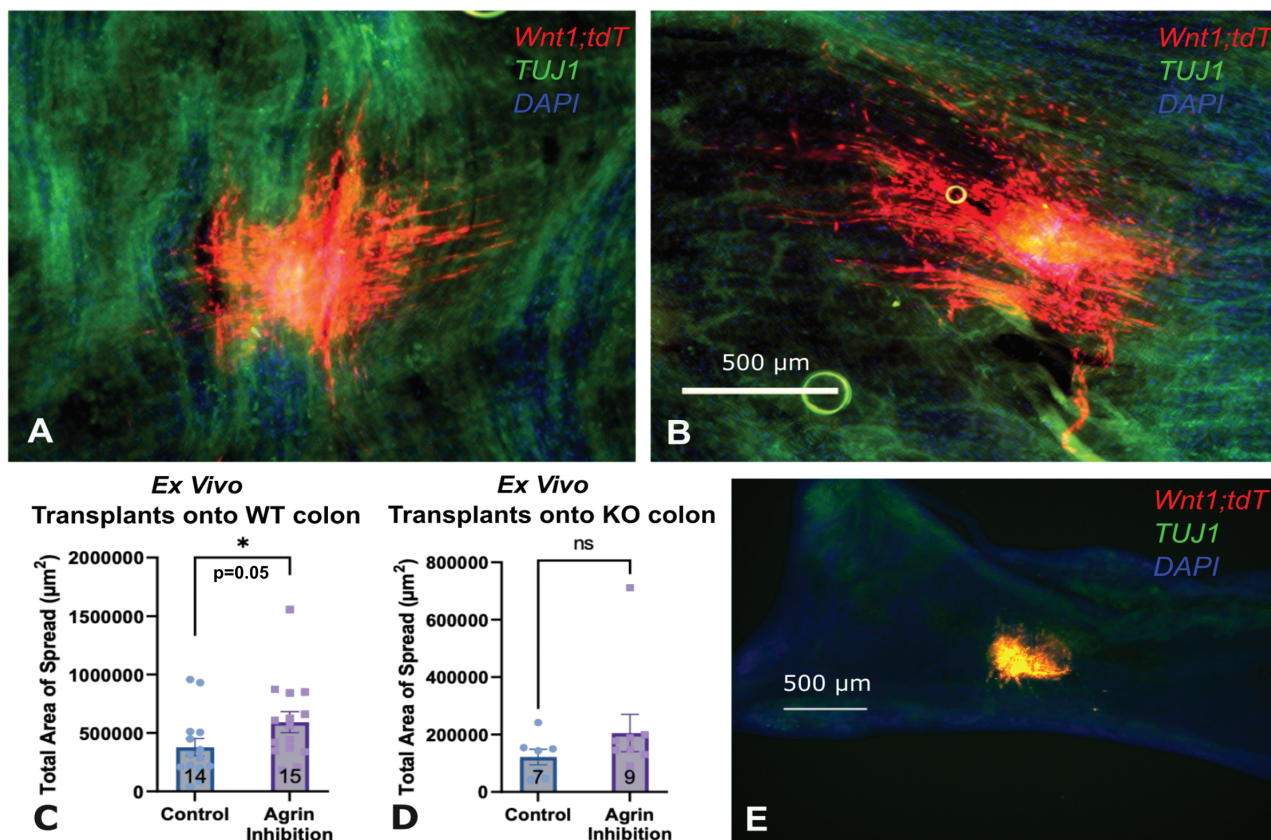 Wnt1;tdT
TUJ1
DAPI
A
Wnt1;tdT
TUJ1
DAPI
500 µm
B
Ex Vivo
Transplants onto WT colon
*
p=0.05
Total Area of Spread (µm²)
2000000
1500000
1000000
500000
0
14
15
Control
Agrin
Inhibition
C
Ex Vivo
Transplants onto KO colon
ns
Total Area of Spread (µm²)
800000
600000
400000
200000
0
7
9
Control
Agrin
Inhibition
D
Wnt1;tdT
TUJ1
DAPI
500 µm
E